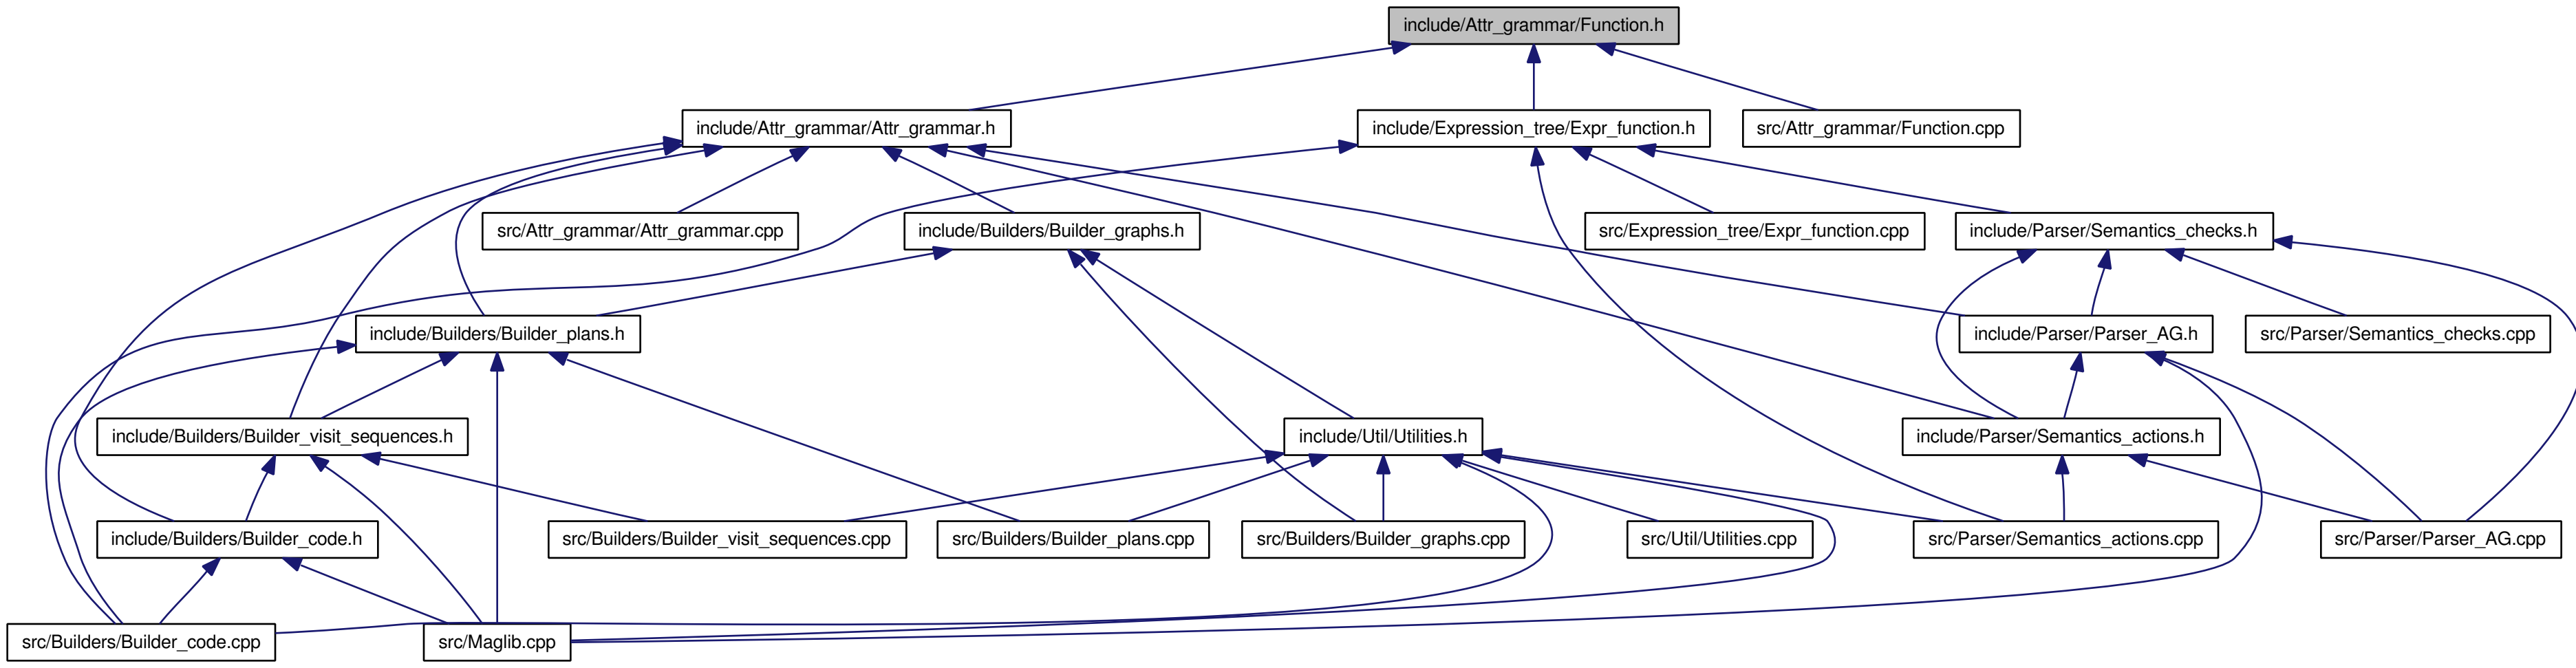 include/Attr_grammar/Function.h
include/Attr_grammar/Attr_grammar.h
include/Expression_tree/Expr_function.h
src/Attr_grammar/Function.cpp
src/Attr_grammar/Attr_grammar.cpp
include/Builders/Builder_graphs.h
src/Expression_tree/Expr_function.cpp
include/Parser/Semantics_checks.h
include/Builders/Builder_plans.h
include/Parser/Parser_AG.h
src/Parser/Semantics_checks.cpp
include/Builders/Builder_visit_sequences.h
include/Util/Utilities.h
include/Parser/Semantics_actions.h
include/Builders/Builder_code.h
src/Builders/Builder_visit_sequences.cpp
src/Builders/Builder_plans.cpp
src/Builders/Builder_graphs.cpp
src/Util/Utilities.cpp
src/Parser/Semantics_actions.cpp
src/Parser/Parser_AG.cpp
src/Builders/Builder_code.cpp
src/Maglib.cpp